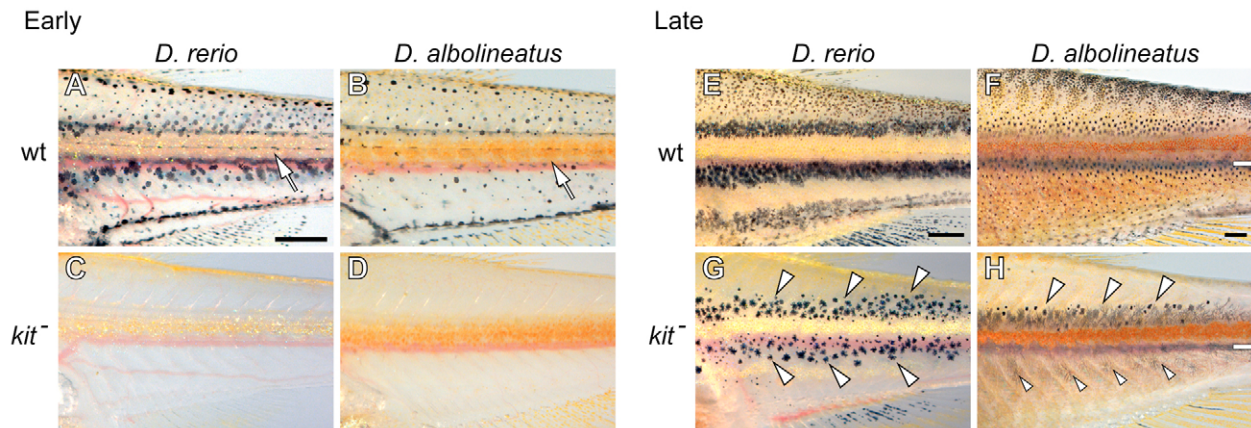 Early
Late
D. rerio
D. albolineatus
D. rerio
D. albolineatus
wt
A
B
wt
E
F
kit-
C
D
kit-
G
H